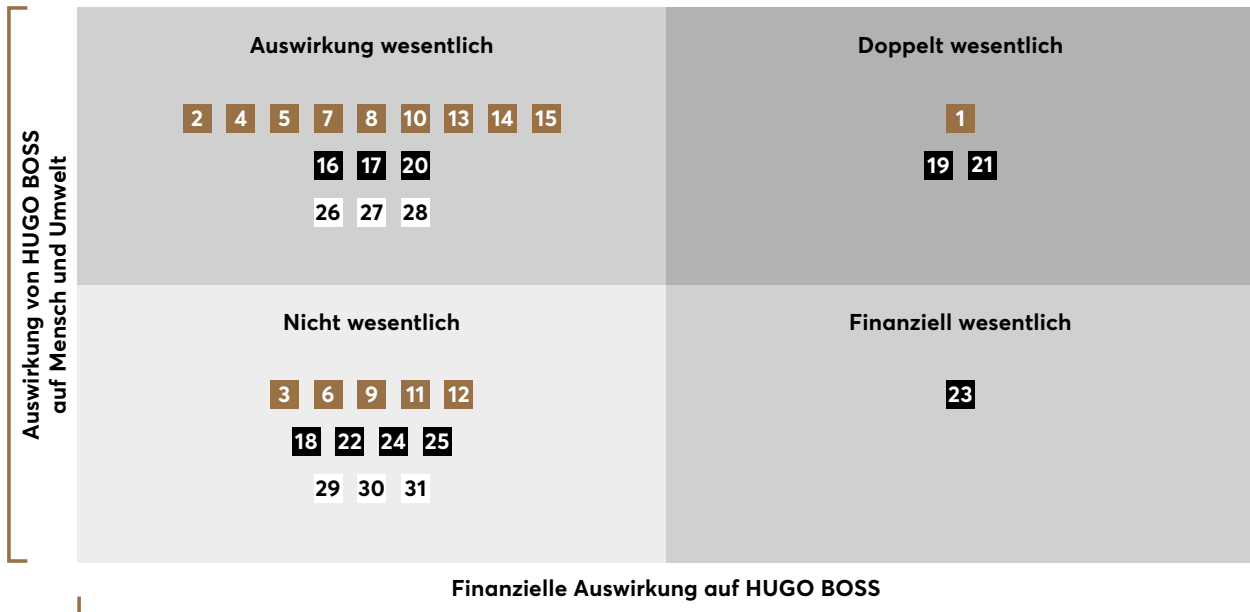 Auswirkung von HUGO BOSS
auf Mensch und Umwelt
Auswirkung wesentlich
2 4 5 7 8 10 13 14 15
16 17 20
26 27 28
Doppelt wesentlich
1
19 21
Nicht wesentlich
3 6 9 11 12
18 22 24 25
29 30 31
Finanziell wesentlich
23
Finanzielle Auswirkung auf HUGO BOSS